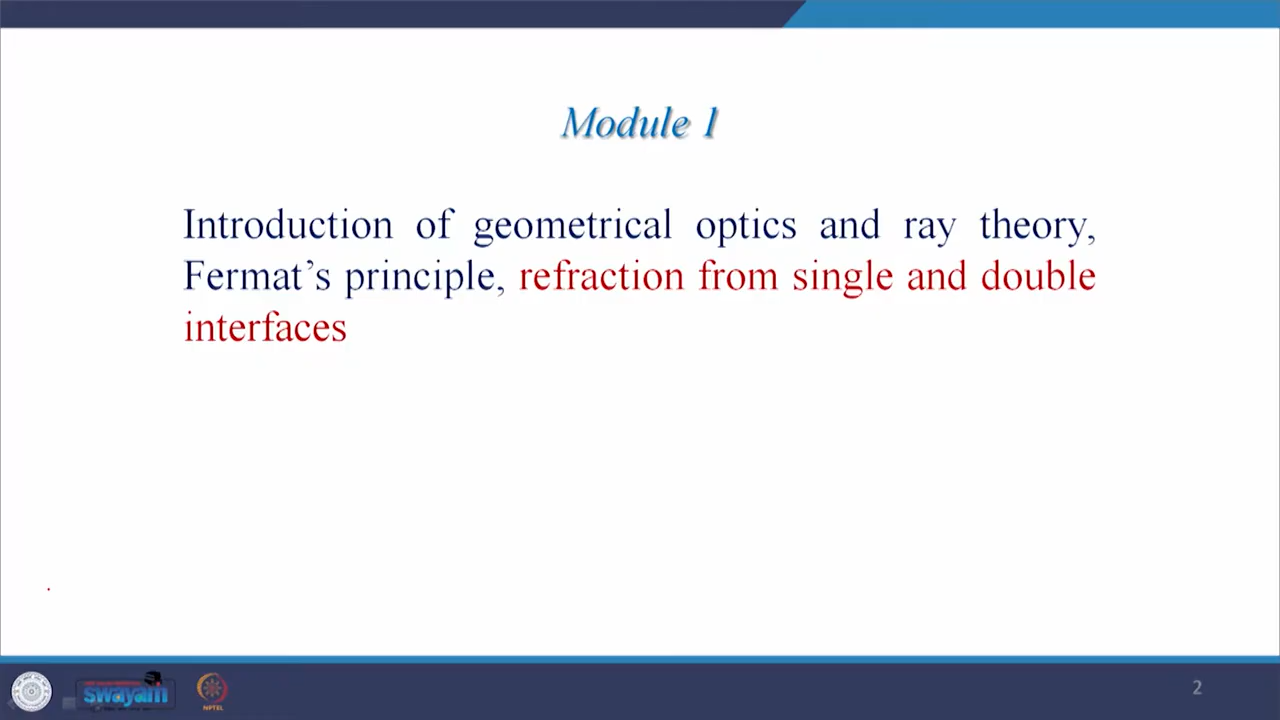 Module 1
Introduction of geometrical optics and ray theory,
Fermat's principle, refraction from single and double
interfaces
swayam
NPTEL
2